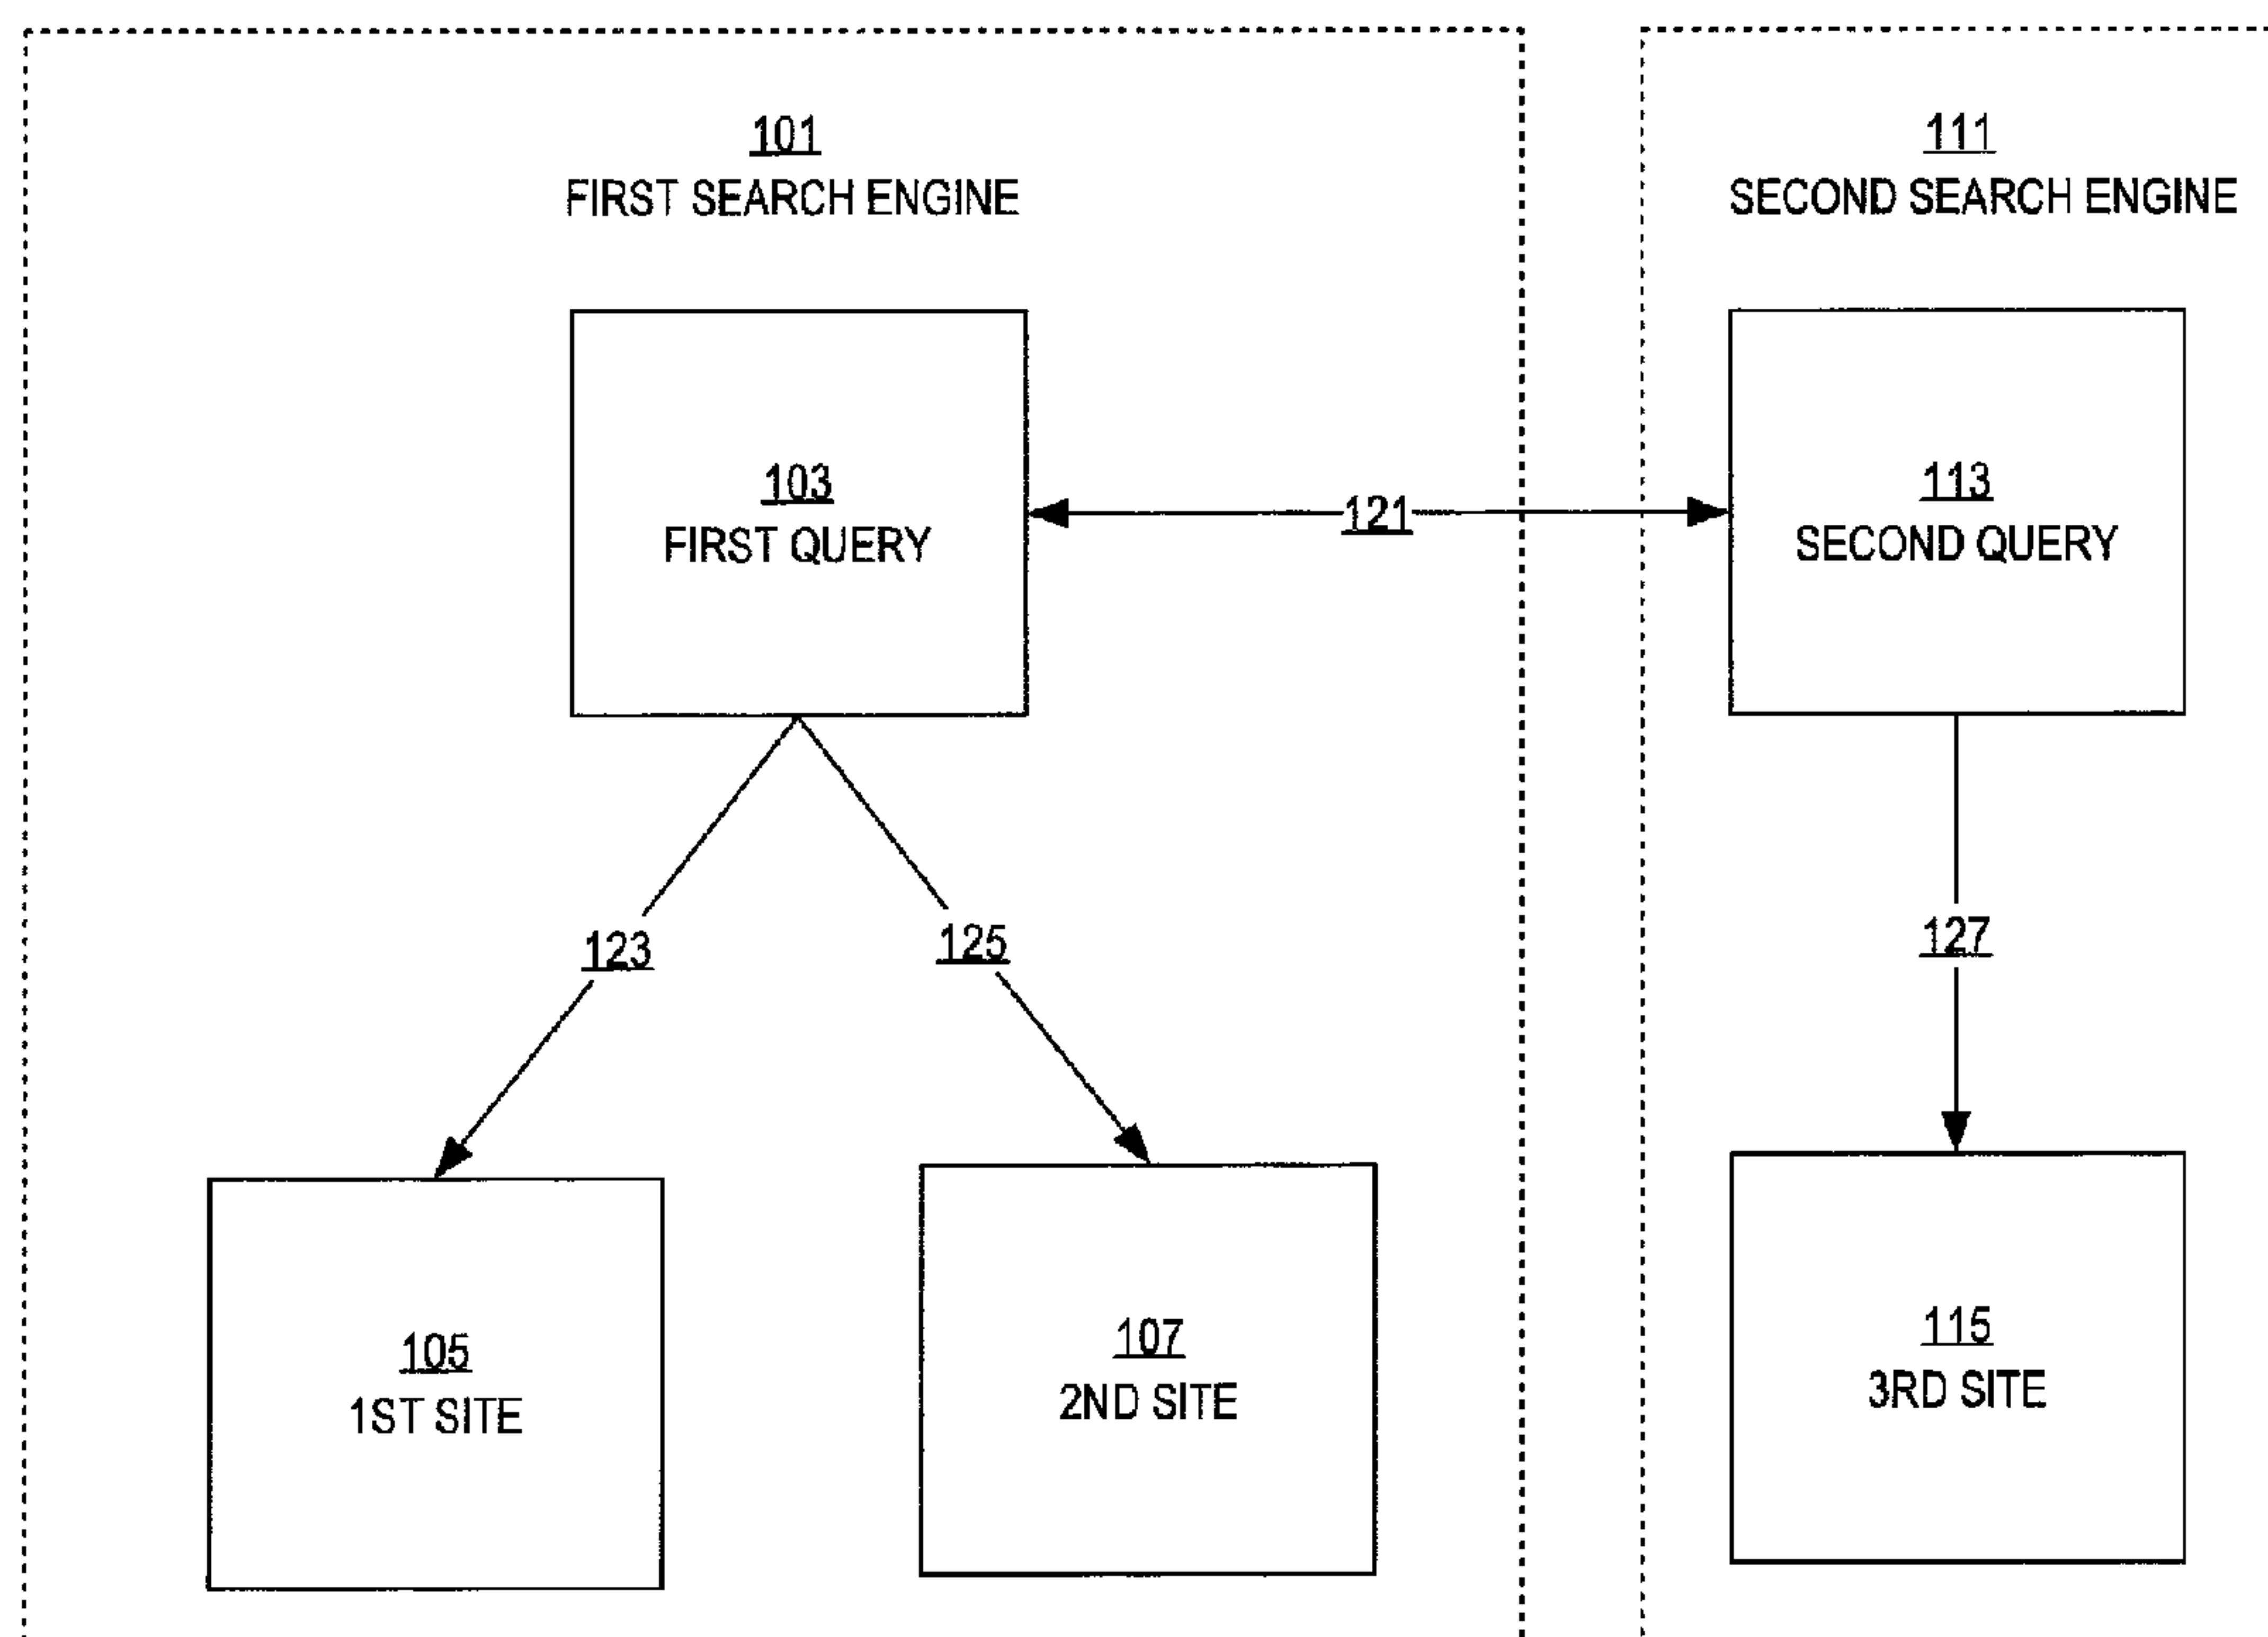 101
FIRST SEARCH ENGINE
111
SECOND SEARCH ENGINE
103
FIRST QUERY
121
113
SECOND QUERY
123
125
127
105
1ST SITE
107
2ND SITE
115
3RD SITE